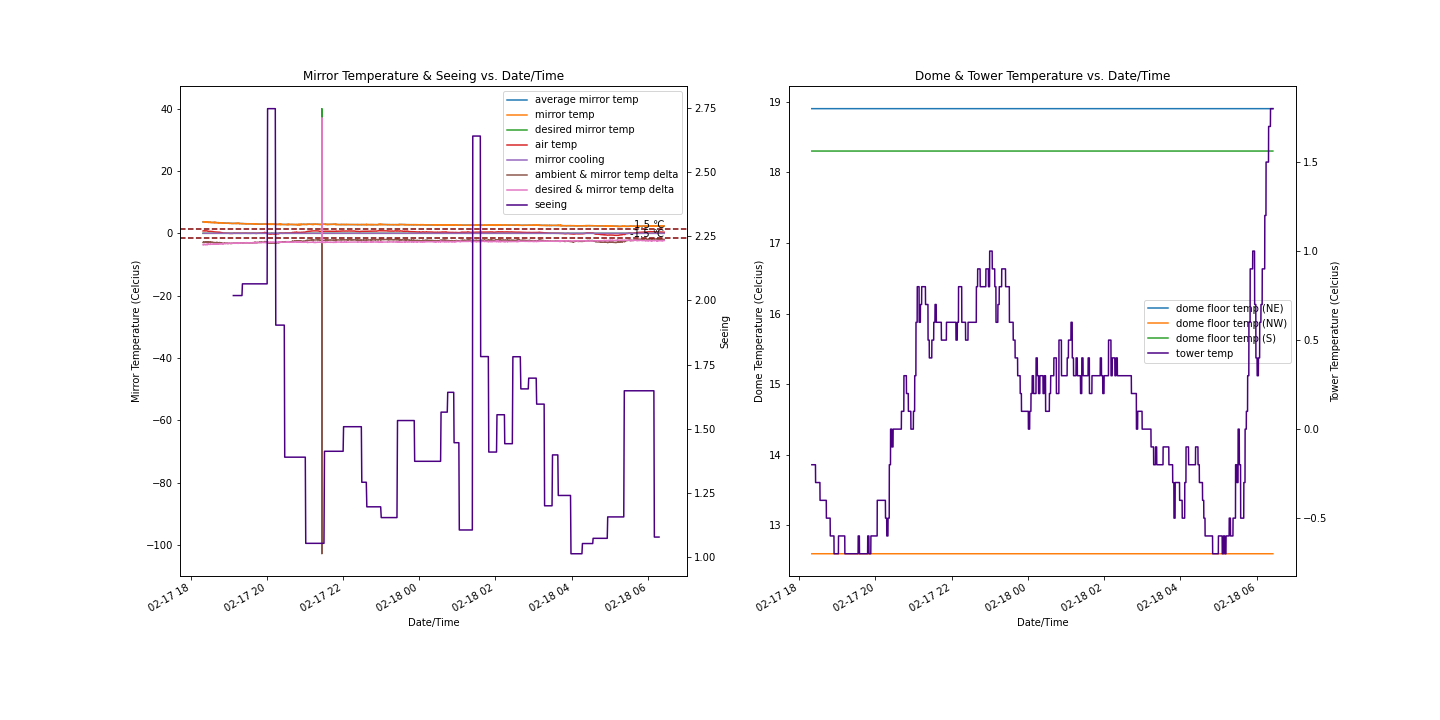 Mirror Temperature & Seeing vs. Date/Time
40
20
0
−20
−40
−60
−80
−100
Mirror Temperature (Celcius)
average mirror temp
mirror temp
desired mirror temp
air temp
mirror cooling
ambient & mirror temp delta
desired & mirror temp delta
seeing
1.5 °C
-1.5 °C
2.75
2.50
2.25
2.00
1.75
1.50
1.25
1.00
Seeing
02-17 18
02-17 20
02-17 22
02-18 00
02-18 02
02-18 04
02-18 06
Date/Time
Dome & Tower Temperature vs. Date/Time
19
18
17
16
15
14
13
Dome Temperature (Celcius)
dome floor temp (NE)
dome floor temp (NW)
dome floor temp (S)
tower temp
1.5
1.0
0.5
0.0
−0.5
Tower Temperature (Celcius)
02-17 18
02-17 20
02-17 22
02-18 00
02-18 02
02-18 04
02-18 06
Date/Time